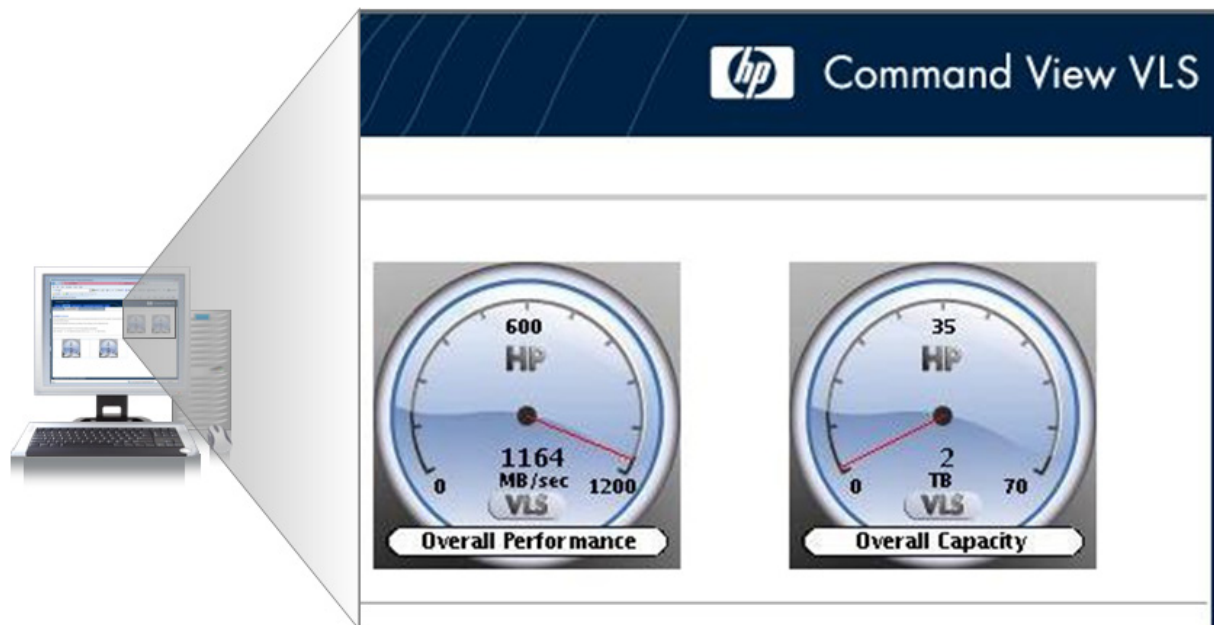 hp Command View VLS
600
HP
1164
MB/sec
0
1200
VLS
Overall Performance
35
HP
2
TB
0
70
VLS
Overall Capacity